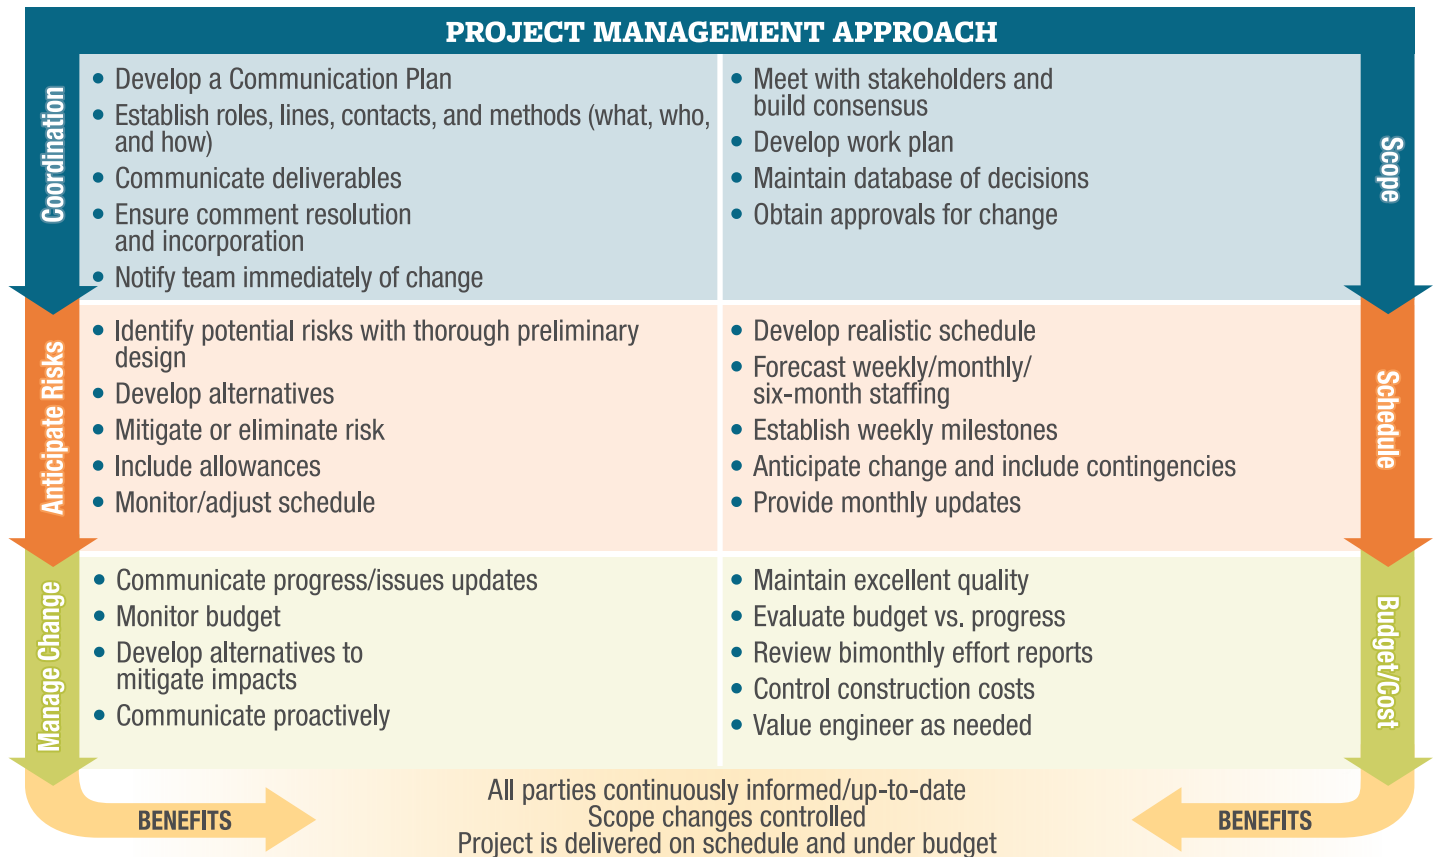 PROJECT MANAGEMENT APPROACH
Coordination
• Develop a Communication Plan
• Establish roles, lines, contacts, and methods (what, who,
and how)
• Communicate deliverables
• Ensure comment resolution
and incorporation
• Notify team immediately of change
• Meet with stakeholders and
build consensus
• Develop work plan
• Maintain database of decisions
• Obtain approvals for change
Scope
Anticipate Risks
• Identify potential risks with thorough preliminary
design
• Develop alternatives
• Mitigate or eliminate risk
• Include allowances
• Monitor/adjust schedule
• Develop realistic schedule
• Forecast weekly/monthly/
six-month staffing
• Establish weekly milestones
• Anticipate change and include contingencies
• Provide monthly updates
Schedule
Manage Change
• Communicate progress/issues updates
• Monitor budget
• Develop alternatives to
mitigate impacts
• Communicate proactively
• Maintain excellent quality
• Evaluate budget vs. progress
• Review bimonthly effort reports
• Control construction costs
• Value engineer as needed
Budget/Cost
BENEFITS
All parties continuously informed/up-to-date
Scope changes controlled
Project is delivered on schedule and under budget
BENEFITS